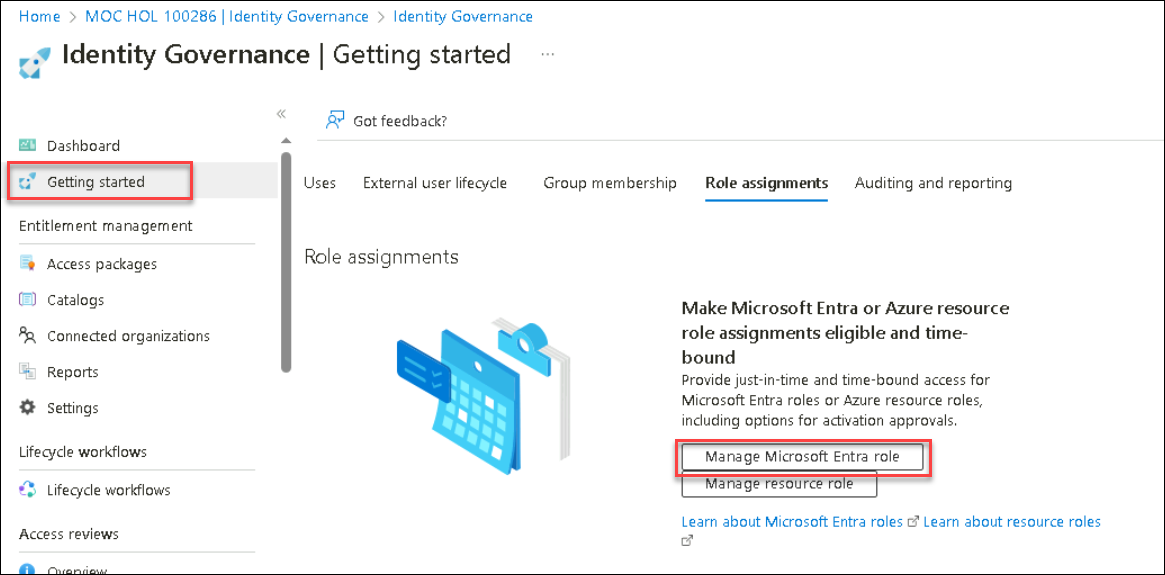 Home > MOC HOL 100286 | Identity Governance > Identity Governance
Identity Governance | Getting started ...
«
Got feedback?
Dashboard
Getting started
Uses External user lifecycle Group membership Role assignments Auditing and reporting
Entitlement management
Access packages
Catalogs
Connected organizations
Reports
Settings
Lifecycle workflows
Lifecycle workflows
Access reviews
Overview
Role assignments
Make Microsoft Entra or Azure resource
role assignments eligible and time-
bound
Provide just-in-time and time-bound access for
Microsoft Entra roles or Azure resource roles,
including options for activation approvals.
Manage Microsoft Entra role
Manage resource role
Learn about Microsoft Entra roles Learn about resource roles